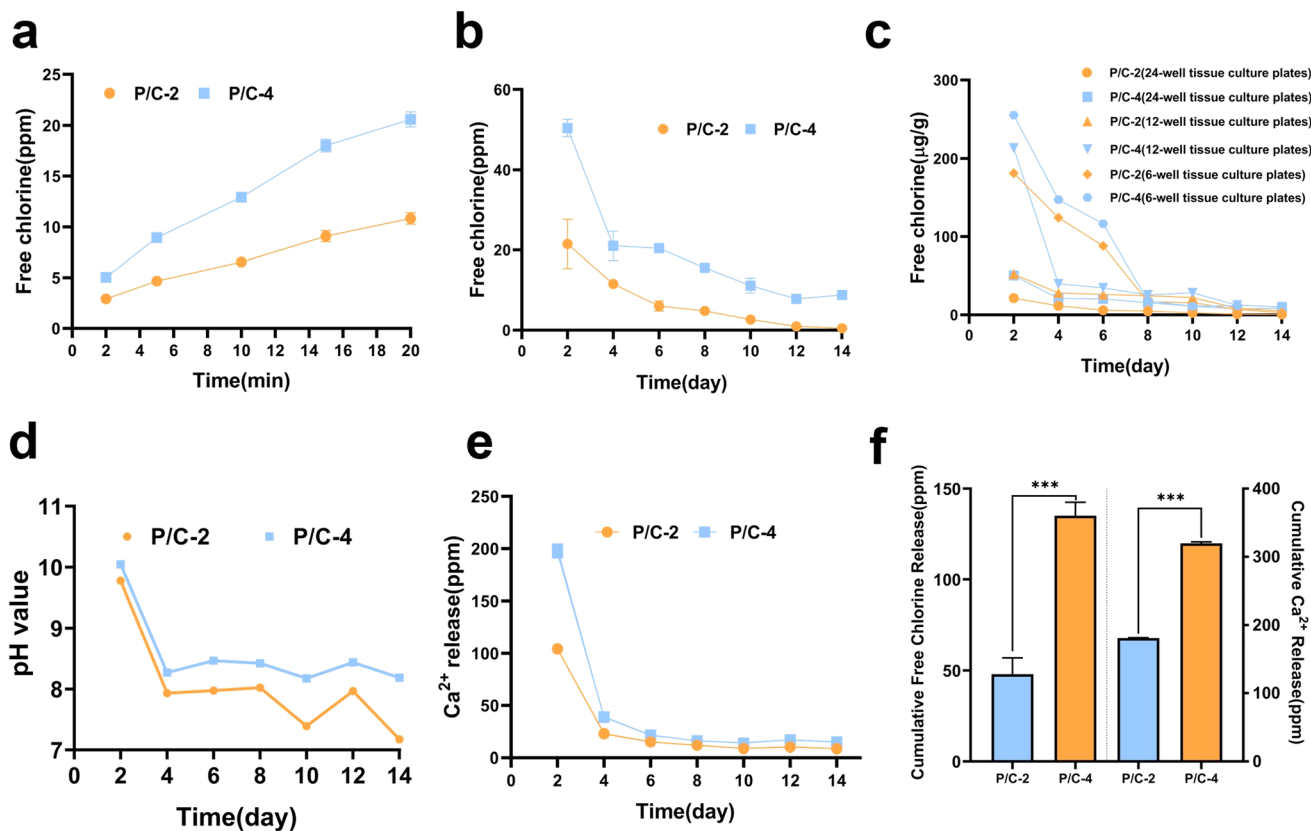 a
Free chlorine(ppm)
25
20
15
10
5
0
P/C-2
P/C-4
0 2 4 6 8 10 12 14 16 18 20
Time(min)
b
Free chlorine(ppm)
60
40
20
0
P/C-2
P/C-4
0 2 4 6 8 10 12 14
Time(day)
c
Free chlorine(μg/g)
300
200
100
0
P/C-2(24-well tissue culture plates)
P/C-4(24-well tissue culture plates)
P/C-2(12-well tissue culture plates)
P/C-4(12-well tissue culture plates)
P/C-2(6-well tissue culture plates)
P/C-4(6-well tissue culture plates)
0 2 4 6 8 10 12 14
Time(day)
d
pH value
11
10
9
8
7
P/C-2
P/C-4
0 2 4 6 8 10 12 14
Time(day)
e
Ca²⁺ release(ppm)
250
200
150
100
50
0
P/C-2
P/C-4
0 2 4 6 8 10 12 14
Time(day)
f
Cumulative Free Chlorine Release(ppm)
150
100
50
0
***
***
400
300
200
100
0
Cumulative Ca²⁺
Release(ppm)
P/C-2 P/C-4 P/C-2 P/C-4